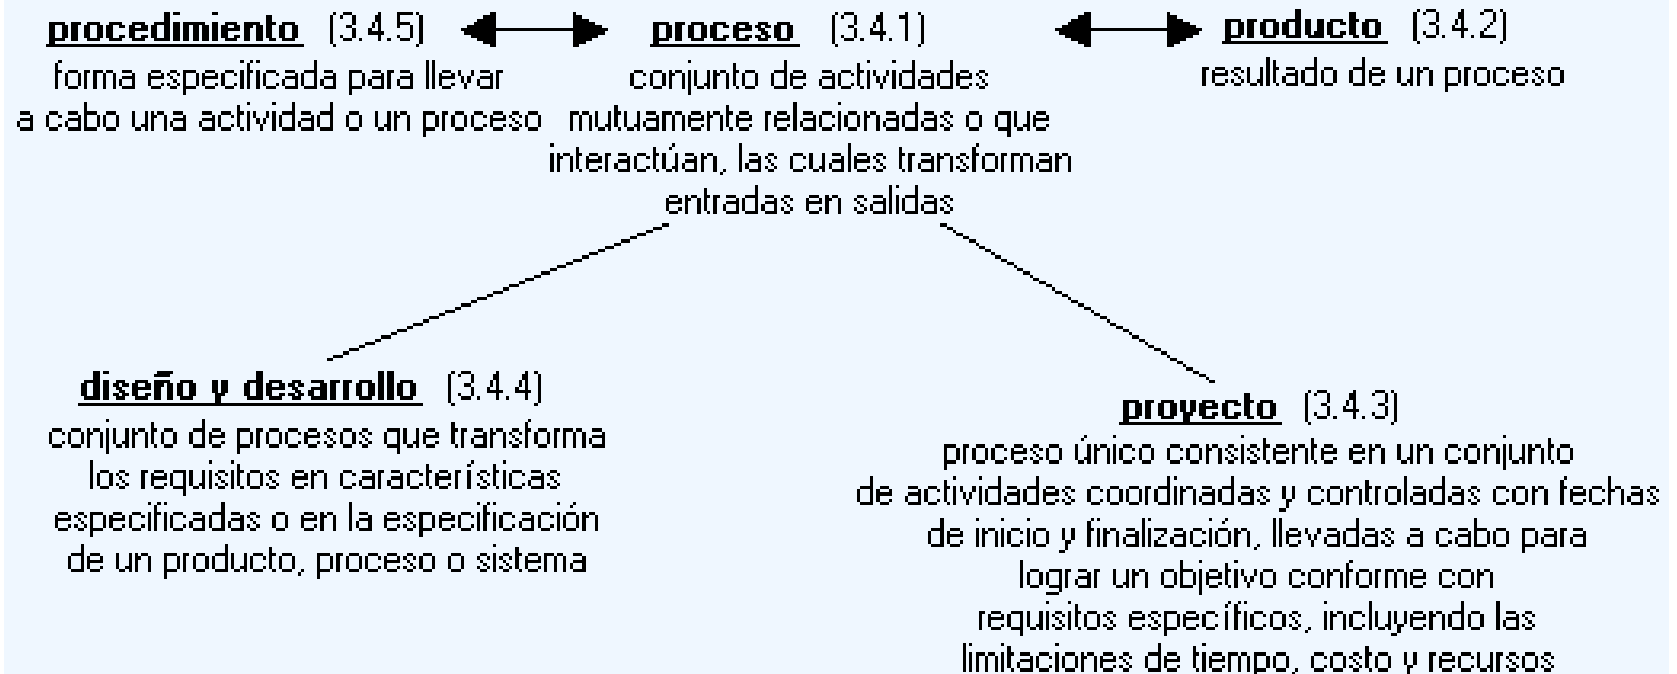 procedimiento (3.4.5)
forma especificada para llevar
a cabo una actividad o un proceso
proceso (3.4.1)
conjunto de actividades
mutuamente relacionadas o que
interactúan, las cuales transforman
entradas en salidas
producto (3.4.2)
resultado de un proceso
diseño y desarrollo (3.4.4)
conjunto de procesos que transforma
los requisitos en características
especificadas o en la especificación
de un producto, proceso o sistema
proyecto (3.4.3)
proceso único consistente en un conjunto
de actividades coordinadas y controladas con fechas
de inicio y finalización, llevadas a cabo para
lograr un objetivo conforme con
requisitos específicos, incluyendo las
limitaciones de tiempo, costo y recursos